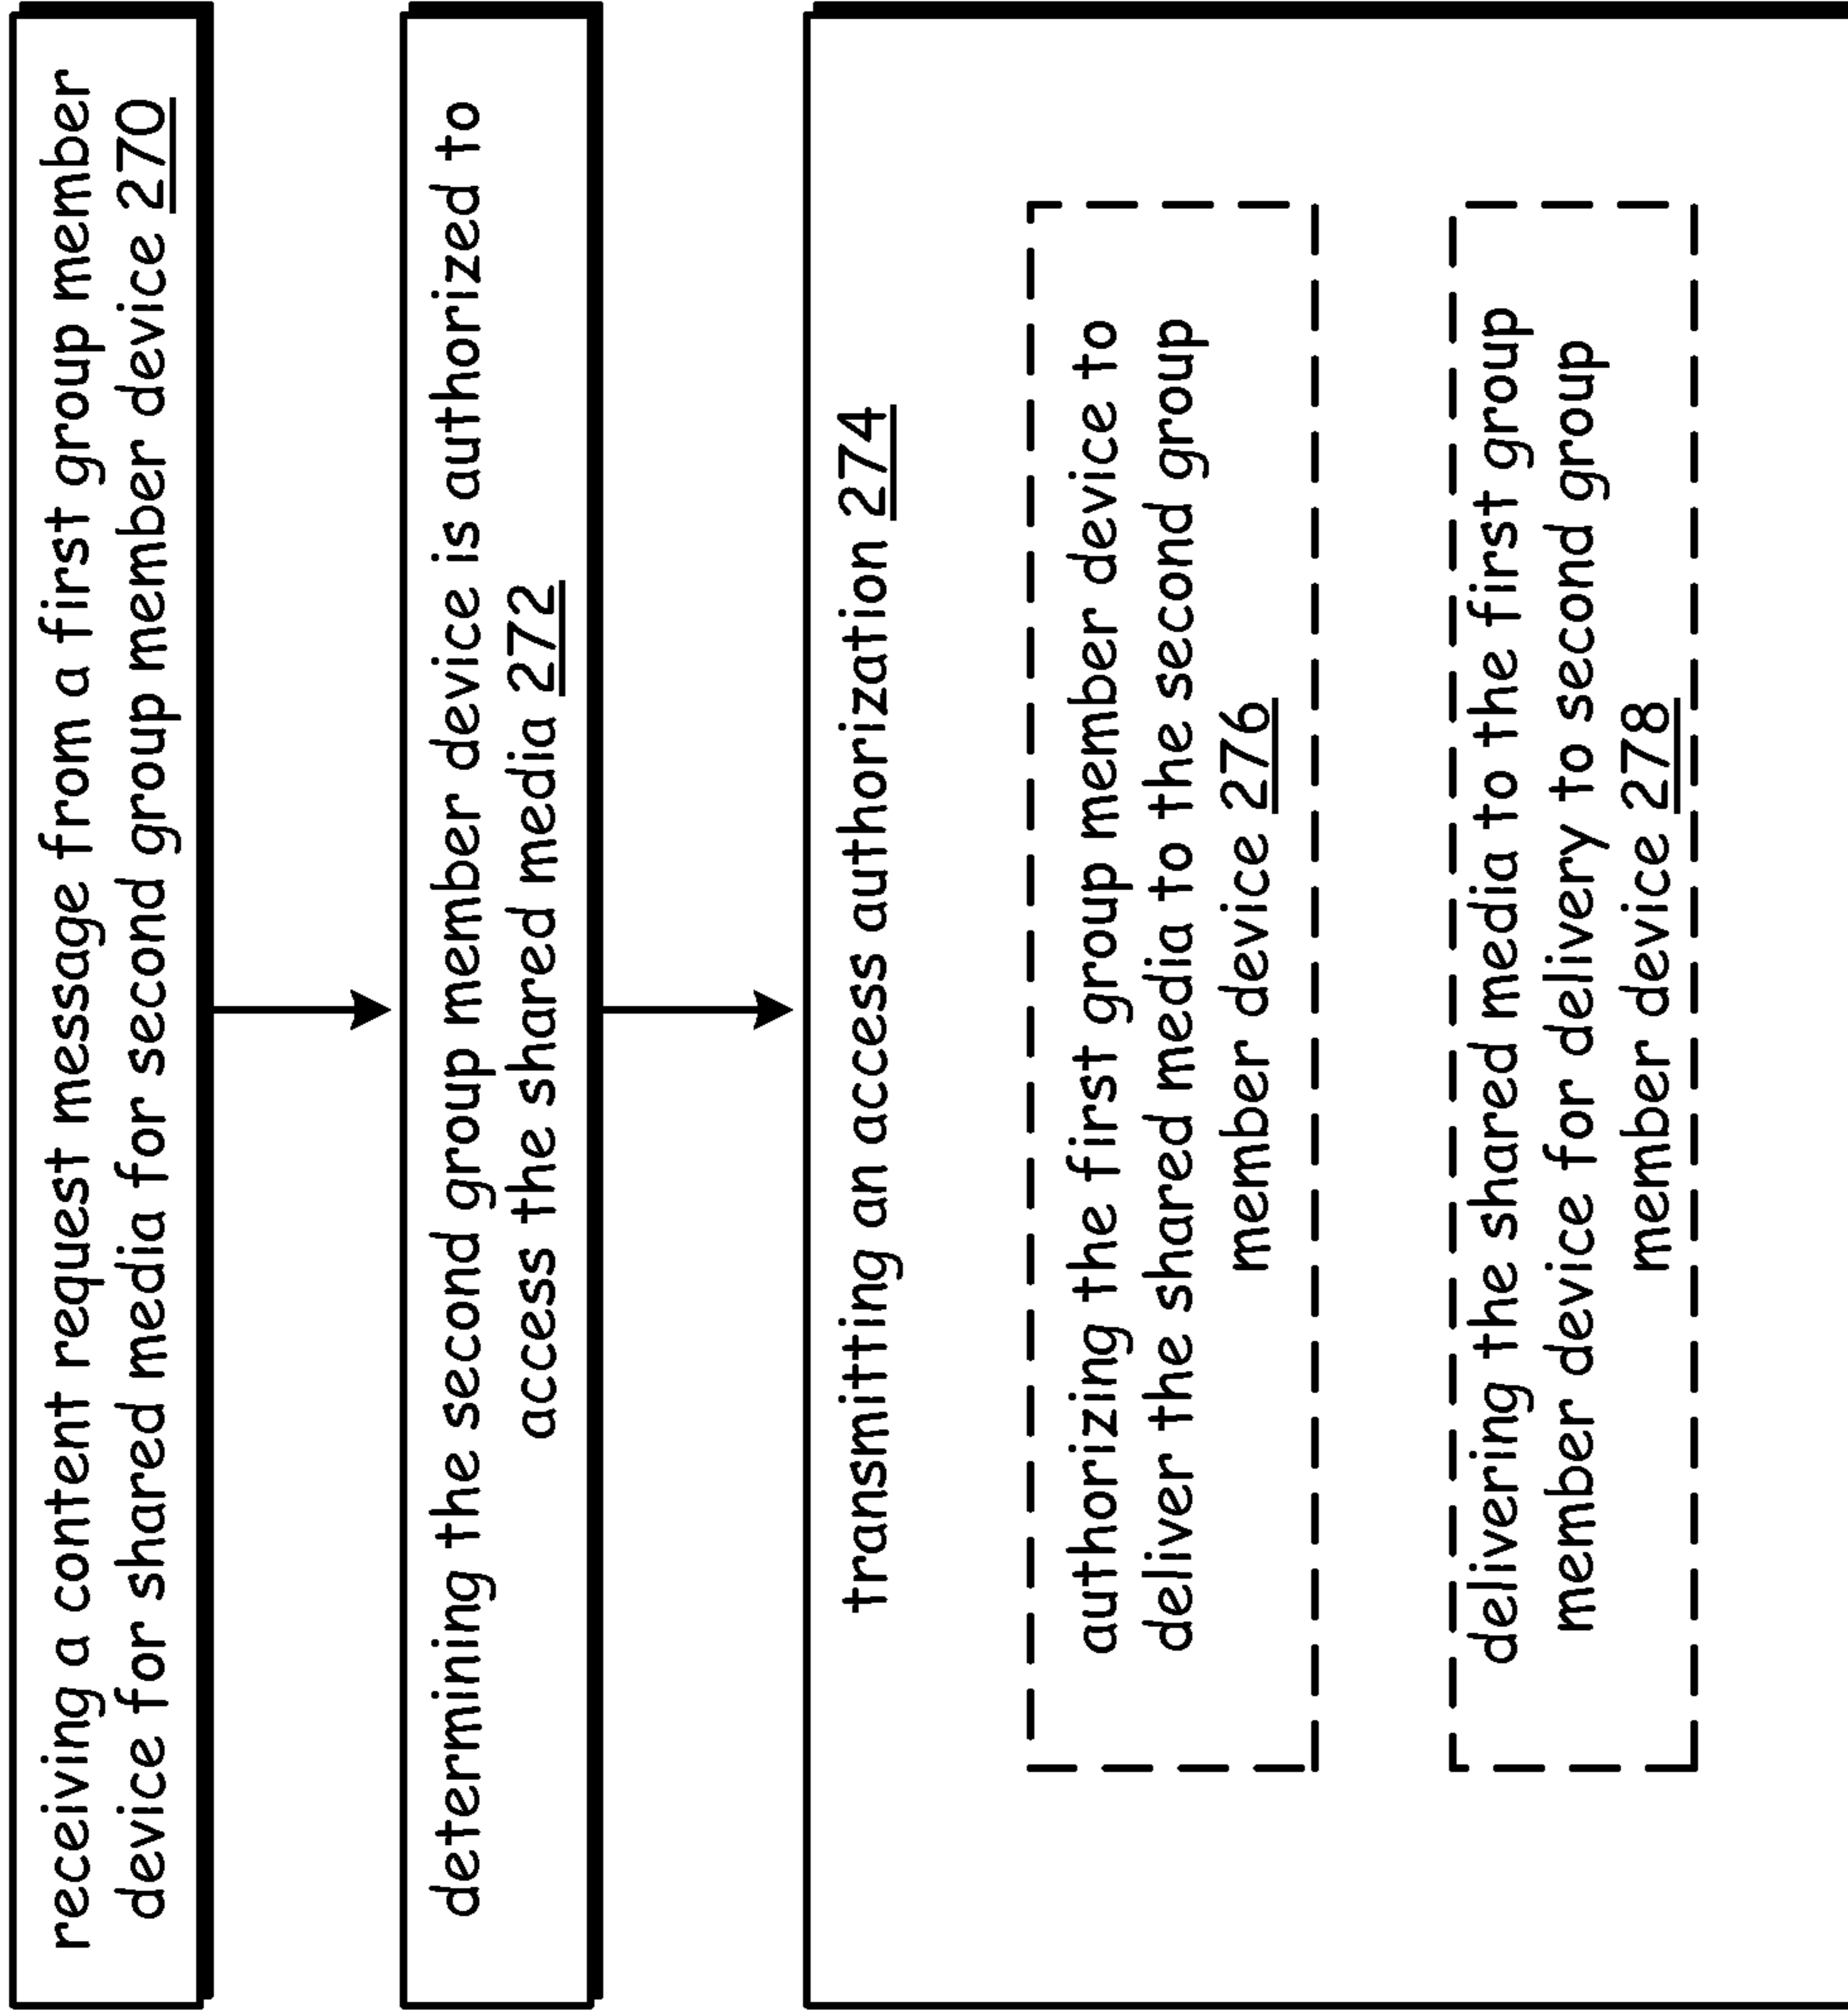 receiving a content request message from a first group member
device for shared media for second group member device 270
determining the second group member device is authorized to
access the shared media 272
transmitting an access authorization 274
authorizing the first group member device to
deliver the shared media to the second group
member device 276
delivering the shared media to the first group
member device for delivery to second group
member device 278